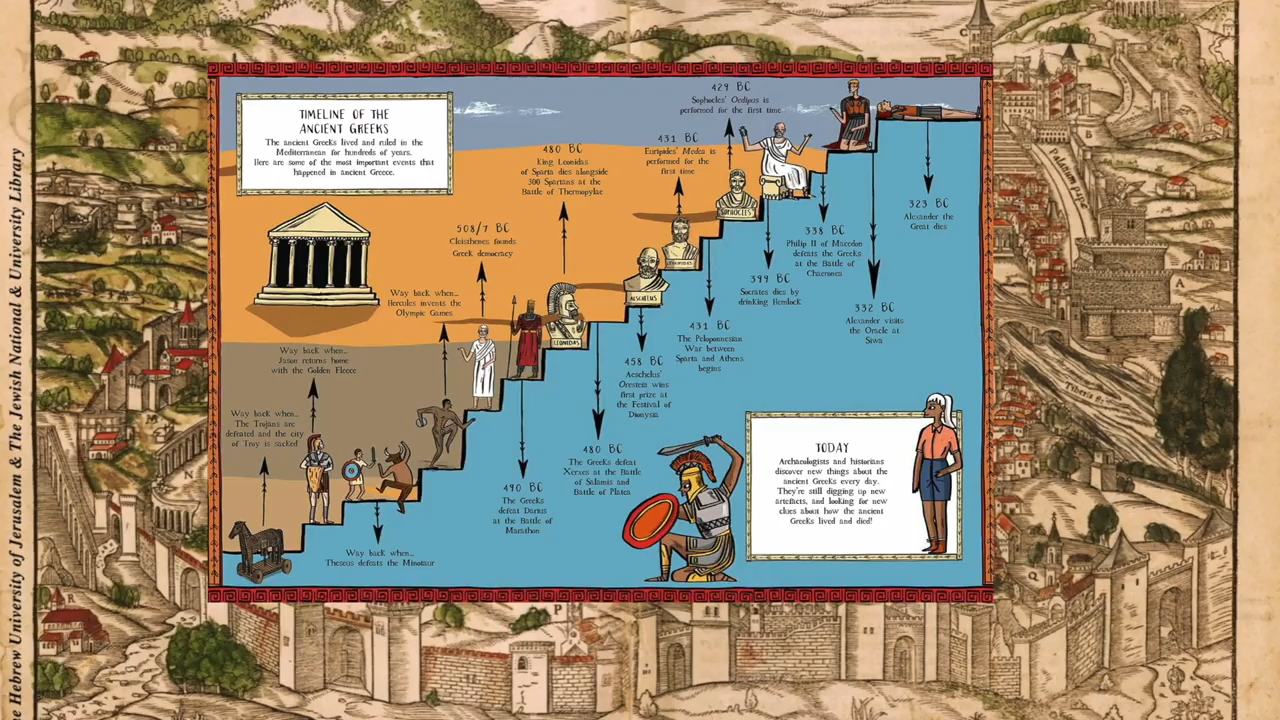 he Hebrew University of Jerusalem & The Jewish National & University Library
TIMELINE OF THE
ANCIENT GREEKS
The ancient Greeks lived and ruled in the
Mediterranean for hundreds of years.
Here are some of the most important events that
happened in ancient Greece.
Way back when...
The Trojans are
defeated and the city
of Troy is sacked
Way back when...
Jason returns home
with the Golden Fleece
Way back when...
Theseus defeats the Minotaur
Way back when...
Hercules invents the
Olympic Games
508/7 BC
Cleisthenes founds
Greek democracy
490 BC
The Greeks
defeat Darius
at the Battle of
Marathon
480 BC
King Leonidas
of Sparta dies alongside
300 Spartans at the
Battle of Thermopylae
LEONIDAS
480 BC
The Greeks defeat
Xerxes at the Battle
of Salamis and
Battle of Platea
AESCHELUS
458 BC
Aeschelus'
Oresteia wins
first prize at
the Festival of
Dionysia
431 BC
Euripides' Medea is
performed for the
first time
EURIPIDES
431 BC
The Peloponnesian
War between
Sparta and Athens
begins
429 BC
Sophocles' Oedipus is
performed for the first time
SOPHOCLES
399 BC
Socrates dies by
drinking Hemlock
338 BC
Philip II of Macedon
defeats the Greeks
at the Battle of
Chaeronea
332 BC
Alexander visits
the Oracle at
Siwa
323 BC
Alexander the
Great dies
TODAY
Archaeologists and historians
discover new things about the
ancient Greeks every day.
They're still digging up new
artefacts, and looking for new
clues about how the ancient
Greeks lived and died!
R
P
Q